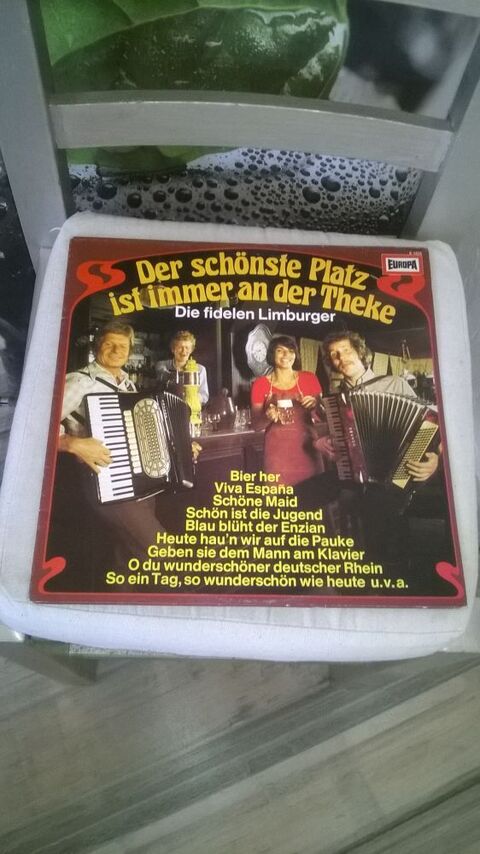 EUROPA
Der schönste Platz
ist immer an der Theke
Die fidelen Limburger
Bier her
Viva España
Schöne Maid
Schön ist die Jugend
Blau blüht der Enzian
Heute hau'n wir auf die Pauke
Geben sie dem Mann am Klavier
O du wunderschöner deutscher Rhein
So ein Tag, so wunderschön wie heute u.v.a.